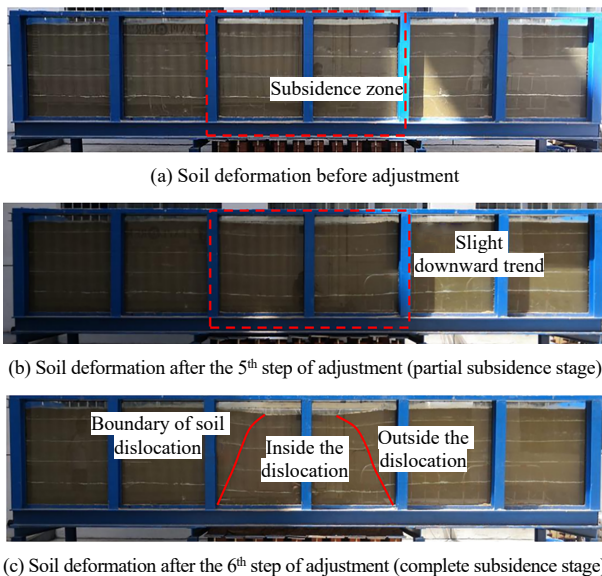 Subsidence zone
(a) Soil deformation before adjustment
Slight
downward trend
(b) Soil deformation after the 5th step of adjustment (partial subsidence stage)
Boundary of soil
dislocation
Inside the
dislocation
Outside the
dislocation
(c) Soil deformation after the 6th step of adjustment (complete subsidence stage)